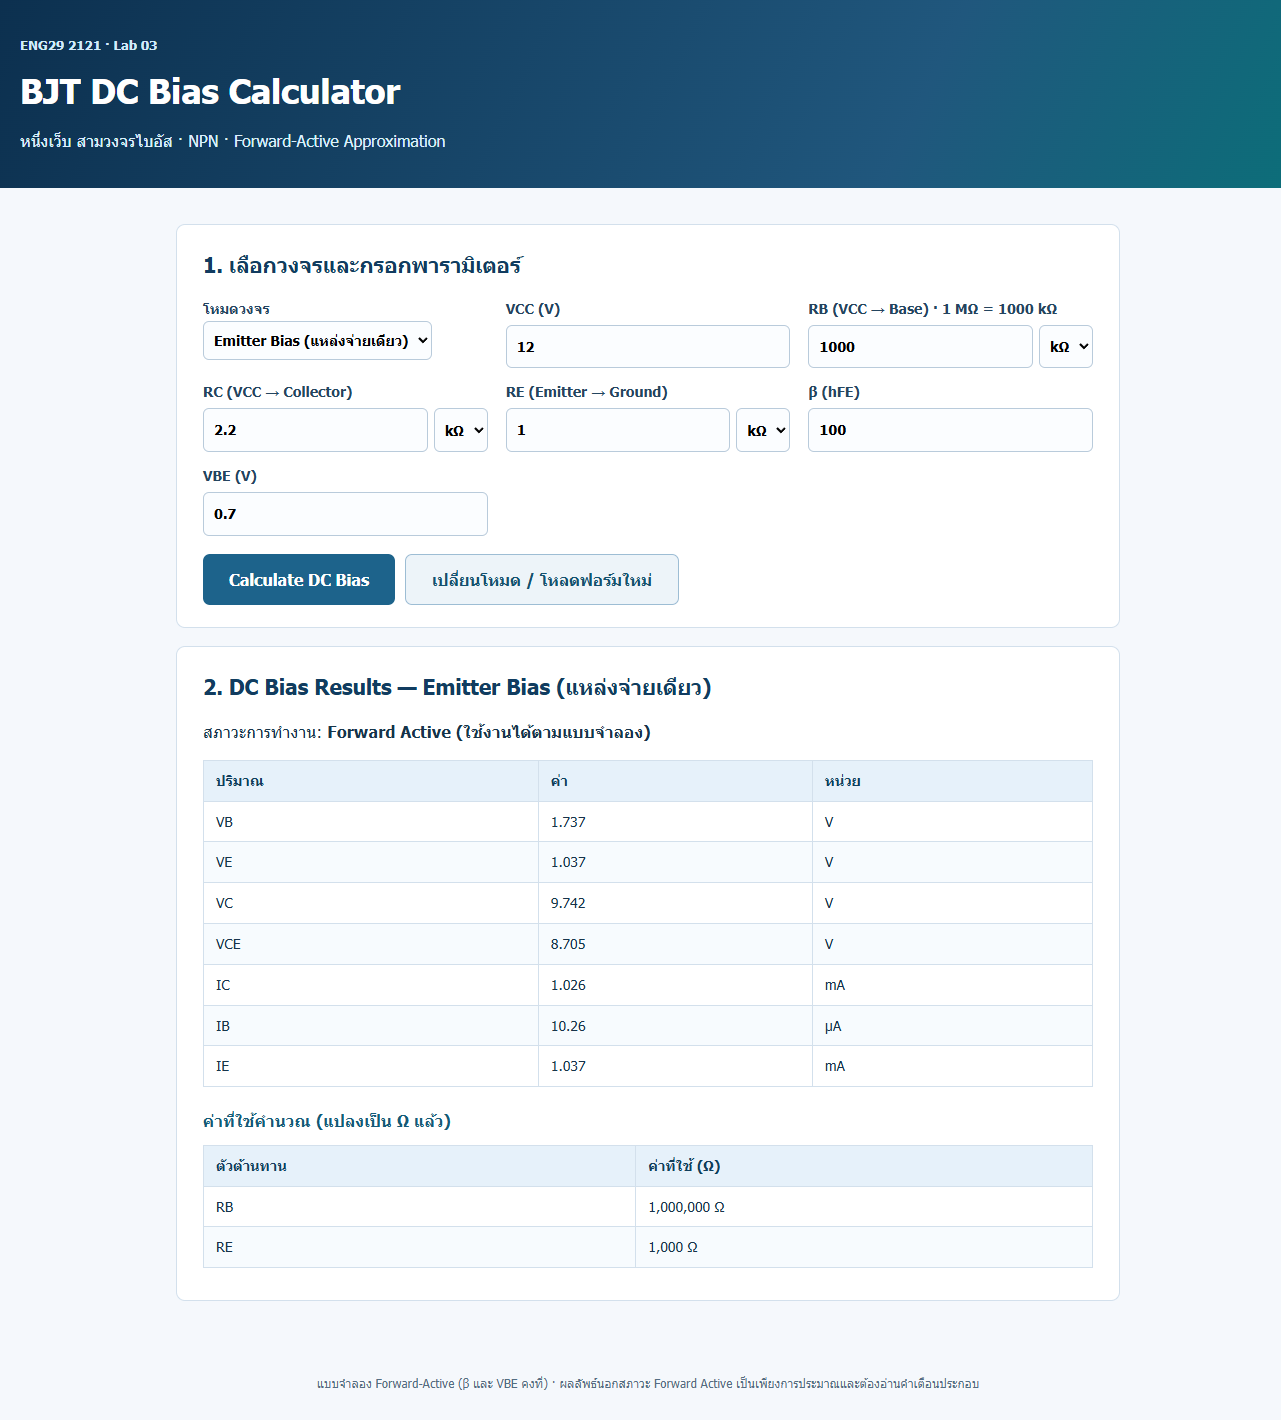 ENG29 2121 · Lab 03
BJT DC Bias Calculator
หนึ่งเว็บ สามวงจรไบอัส · NPN · Forward-Active Approximation
1. เลือกวงจรและกรอกพารามิเตอร์
โหมดวงจร
Emitter Bias (แหล่งจ่ายเดียว)
VCC (V)
12
RB (VCC → Base) · 1 MΩ = 1000 kΩ
1000 kΩ
RC (VCC → Collector)
2.2 kΩ
RE (Emitter → Ground)
1 kΩ
β (hFE)
100
VBE (V)
0.7
Calculate DC Bias
เปลี่ยนโหมด / โหลดฟอร์มใหม่
2. DC Bias Results — Emitter Bias (แหล่งจ่ายเดียว)
สภาวะการทำงาน: Forward Active (ใช้งานได้ตามแบบจำลอง)
ปริมาณ ค่า หน่วย
VB 1.737 V
VE 1.037 V
VC 9.742 V
VCE 8.705 V
IC 1.026 mA
IB 10.26 µA
IE 1.037 mA
ค่าที่ใช้คำนวณ (แปลงเป็น Ω แล้ว)
ตัวต้านทาน ค่าที่ใช้ (Ω)
RB 1,000,000 Ω
RE 1,000 Ω
แบบจำลอง Forward-Active (β และ VBE คงที่) · ผลลัพธ์นอกสภาวะ Forward Active เป็นเพียงการประมาณและต้องอ่านคำเตือนประกอบ